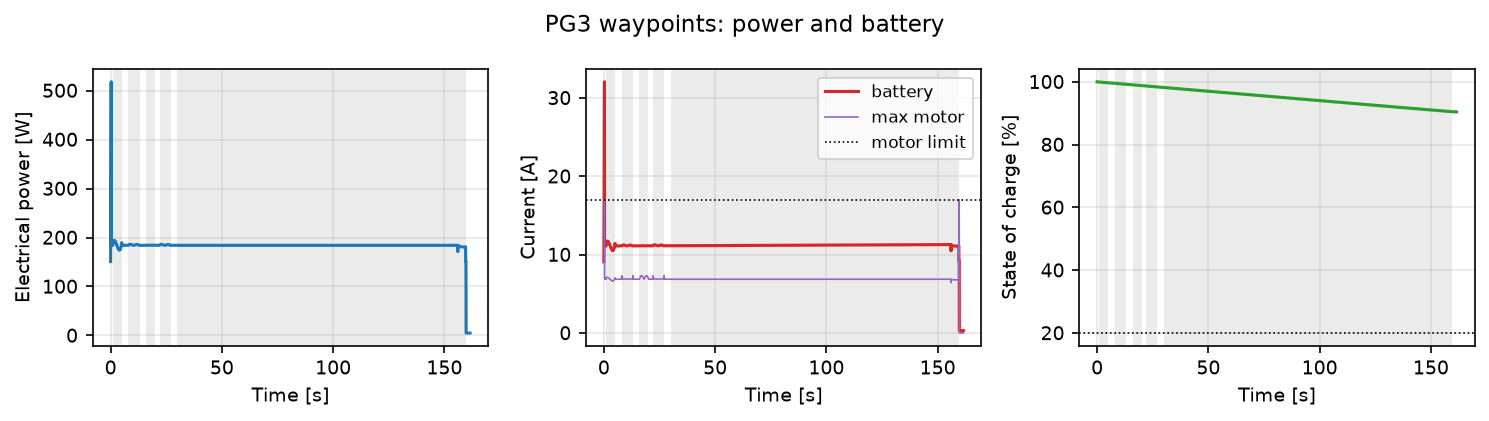 PG3 waypoints: power and battery
Electrical power [W]
500
400
300
200
100
0
0 50 100 150
Time [s]
Current [A]
30
20
10
0
battery
max motor
motor limit
0 50 100 150
Time [s]
State of charge [%]
100
80
60
40
20
0 50 100 150
Time [s]